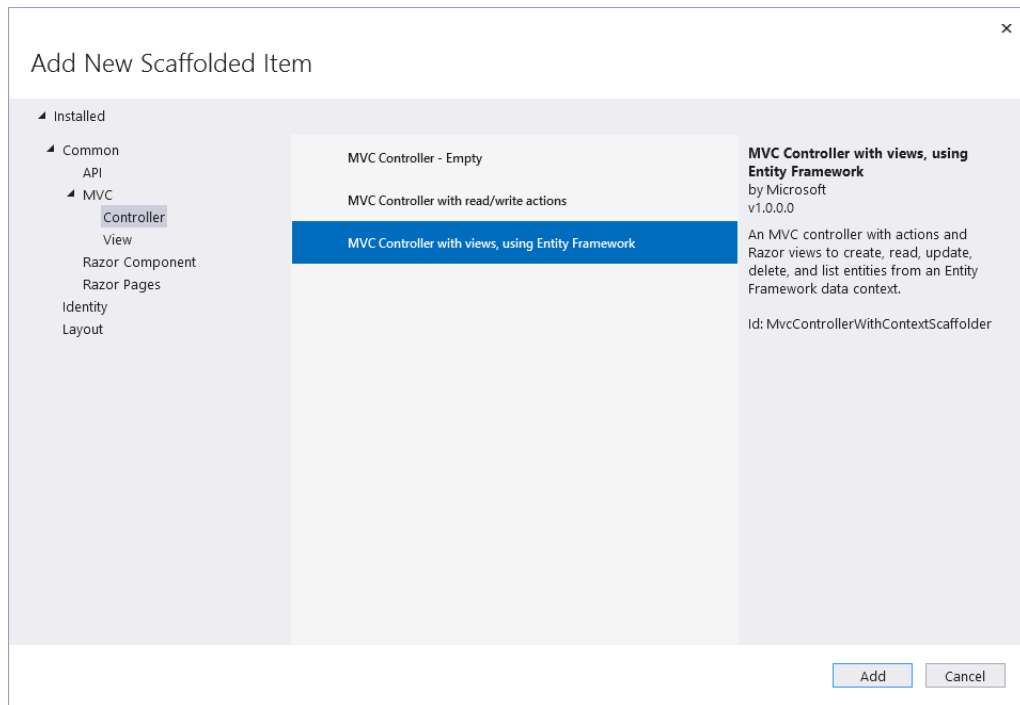 Add New Scaffolded Item
Installed
Common
API
MVC
Controller
View
Razor Component
Razor Pages
Identity
Layout
MVC Controller - Empty
MVC Controller with read/write actions
MVC Controller with views, using Entity Framework
MVC Controller with views, using
Entity Framework
by Microsoft
v1.0.0.0
An MVC controller with actions and
Razor views to create, read, update,
delete, and list entities from an Entity
Framework data context.
Id: MvcControllerWithContextScaffolder
Add
Cancel